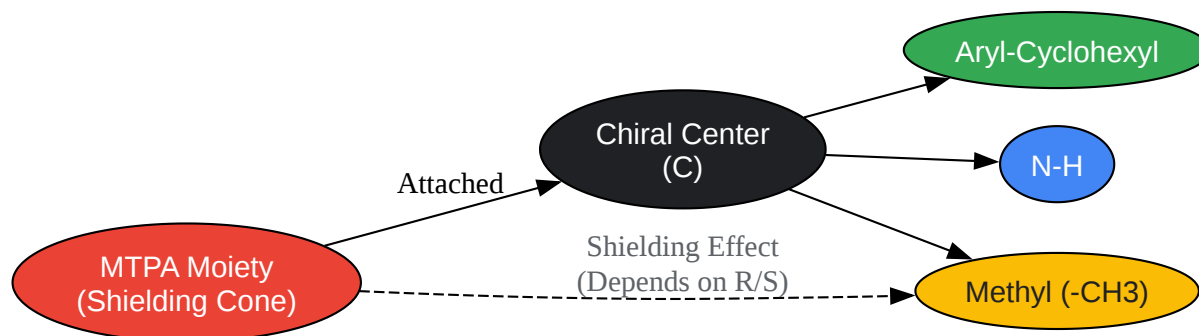 Aryl-Cyclohexyl
Chiral Center
(C)
N-H
Attached
Shielding Effect
(Depends on R/S)
MTPA Moiety
(Shielding Cone)
Methyl (-CH3)